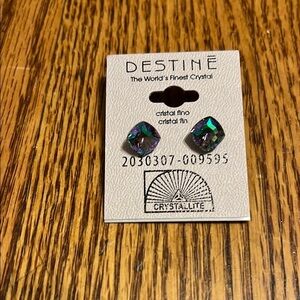 DESTINĒ
The World's Finest Crystal
cristal fino
cristal fin
2030307-009595
CRYSTALLITE